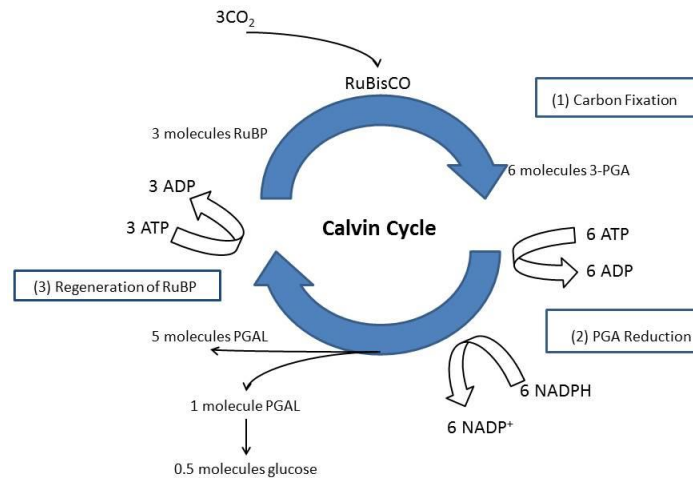 3CO₂
RuBisCO
(1) Carbon Fixation
3 molecules RuBP
6 molecules 3-PGA
3 ADP
3 ATP
Calvin Cycle
6 ATP
6 ADP
(3) Regeneration of RuBP
(2) PGA Reduction
5 molecules PGAL
6 NADPH
1 molecule PGAL
6 NADP⁺
0.5 molecules glucose